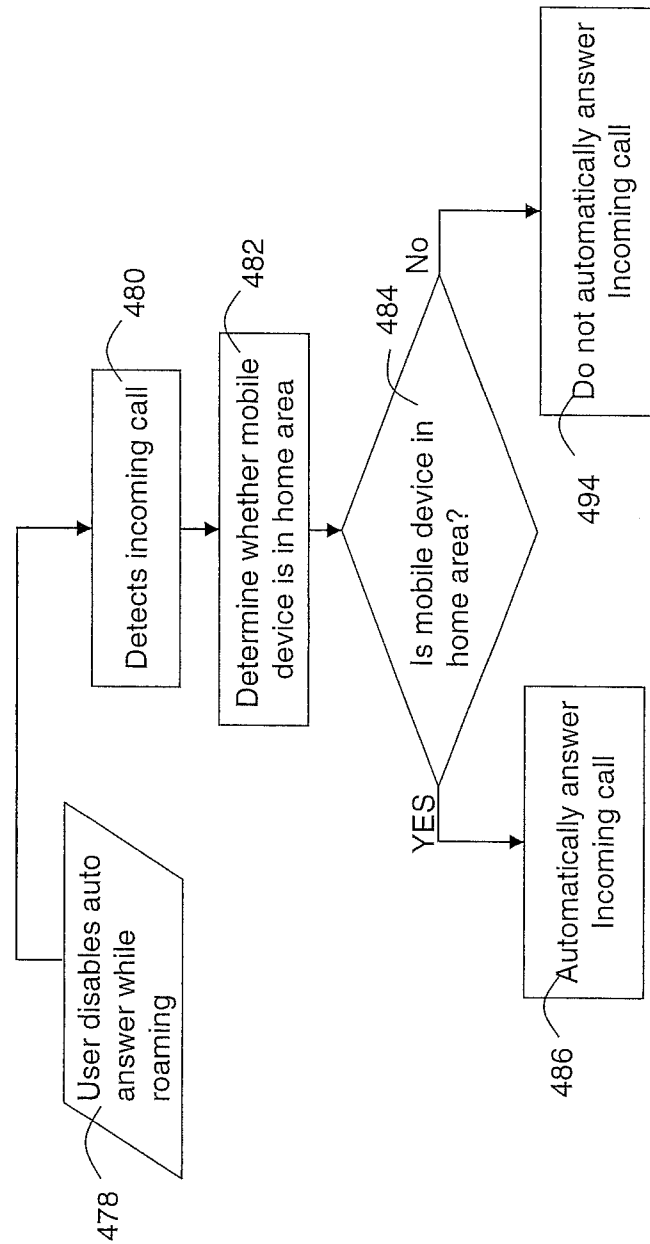 478
User disables auto
answer while
roaming
480
Detects incoming call
482
Determine whether mobile
device is in home area
484
Is mobile device in
home area?
YES
No
486
Automatically answer
Incoming call
494
Do not automatically answer
Incoming call